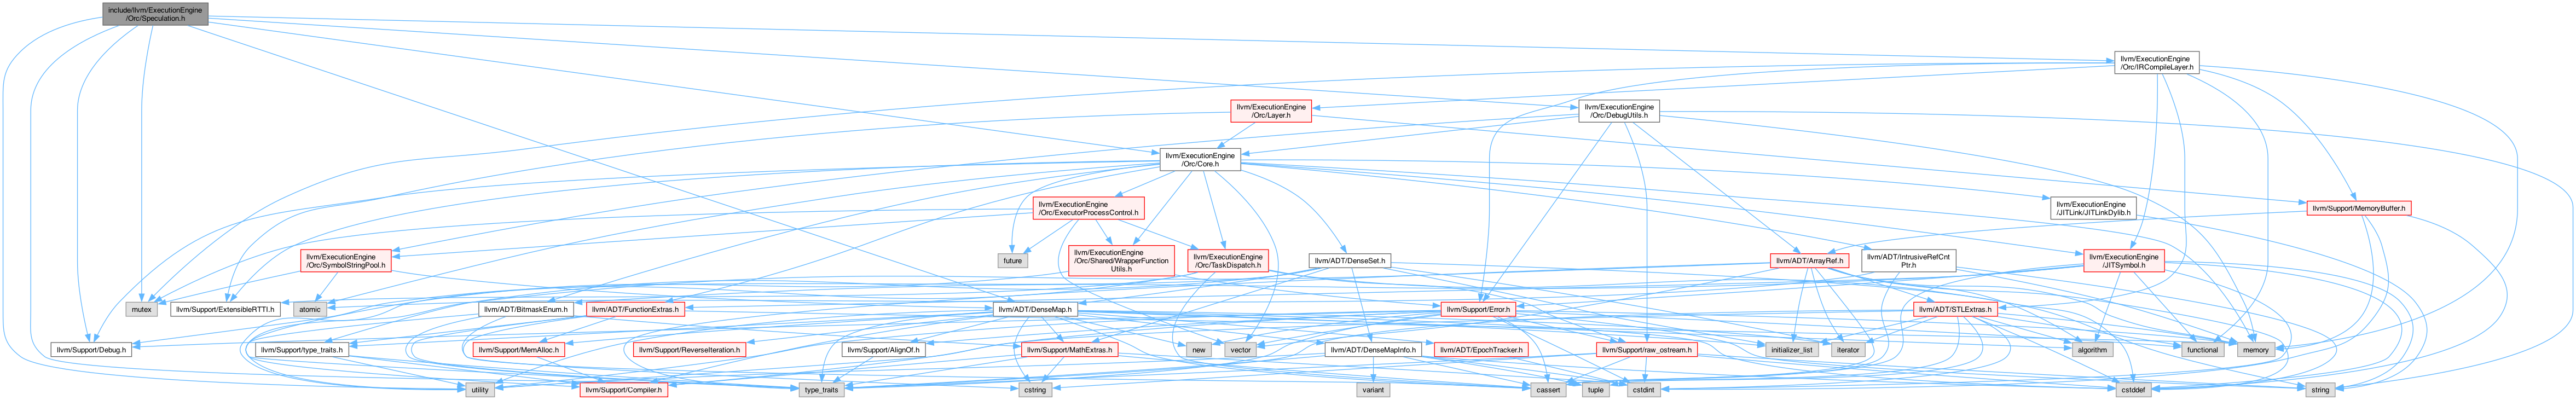 include/llvm/ExecutionEngine
/Orc/Speculation.h
llvm/ExecutionEngine
/Orc/IRCompileLayer.h
llvm/ExecutionEngine
/Orc/Layer.h
llvm/ExecutionEngine
/Orc/DebugUtils.h
llvm/ExecutionEngine
/Orc/Core.h
llvm/ExecutionEngine
/Orc/ExecutorProcessControl.h
llvm/ExecutionEngine
/JITLink/JITLinkDylib.h
llvm/Support/MemoryBuffer.h
llvm/ExecutionEngine
/Orc/SymbolStringPool.h
future
llvm/ExecutionEngine
/Orc/Shared/WrapperFunction
Utils.h
llvm/ExecutionEngine
/Orc/TaskDispatch.h
llvm/ADT/DenseSet.h
llvm/ADT/ArrayRef.h
llvm/ADT/IntrusiveRefCnt
Ptr.h
llvm/ExecutionEngine
/JITSymbol.h
mutex
llvm/Support/ExtensibleRTTI.h
atomic
llvm/ADT/BitmaskEnum.h
llvm/ADT/FunctionExtras.h
llvm/ADT/DenseMap.h
llvm/Support/Error.h
llvm/ADT/STLExtras.h
llvm/Support/Debug.h
llvm/Support/type_traits.h
llvm/Support/MemAlloc.h
llvm/Support/ReverseIteration.h
llvm/Support/AlignOf.h
llvm/Support/MathExtras.h
new
vector
llvm/ADT/DenseMapInfo.h
llvm/ADT/EpochTracker.h
initializer_list
iterator
llvm/Support/raw_ostream.h
algorithm
functional
memory
utility
llvm/Support/Compiler.h
type_traits
cstring
variant
cassert
tuple
cstdint
cstddef
string